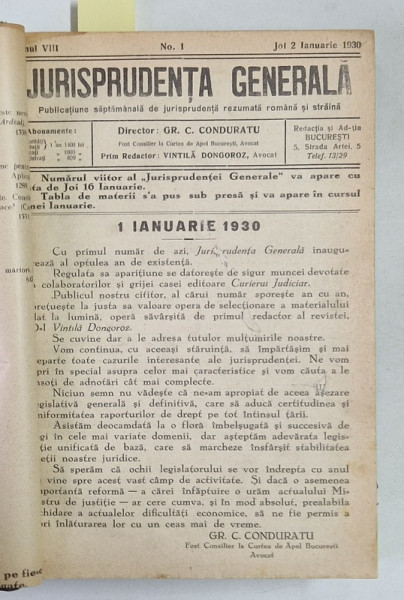 nul VIII No. 1 Joi 2 Ianuarie 1930
JURISPRUDENȚA GENERALĂ
Publicațiune săptămânală de jurisprudență rezumată română și străină
Abonamente:
Director: GR. C. CONDURATU
Fost Consilier la Curtea de Apel București, Avocat
Prim Redactor: VINTILĂ DONGOROZ, Avocat
Redacția și Ad-ția
BUCUREȘTI
5, Strada Artei, 5
Telef. 13/29
Numărul viitor al „Jurisprudenței Generale" va apare cu
ta de Joi 16 Ianuarie.
Tabla de materii s'a pus sub presă și va apare în cursul
nei Ianuarie.
1 IANUARIE 1930
Cu primul număr de azi, Jurisprudența Generală inaugu-
rează al optulea an de existență.
Regulata sa aparițiune se datorește de sigur muncei devotate
colaboratorilor și grijei casei editoare Curierul Judiciar.
Publicul nostru cititor, al cărui număr sporește an cu an,
prețuește la justa sa valoare opera de selecționare a materialului
dat la lumină, operă săvârșită de primul redactor al revistei,
D-l Vintilă Dongoroz.
Se cuvine dar a le adresa tuturor mulțumirile noastre.
Vom continua, cu aceeași stăruință, să împărtășim și mai
departe toate cazurile interesante ale jurisprudenței. Ne vom
opri în special asupra celor mai caracteristice și vom căuta a le
însoți de adnotări cât mai complecte.
Niciun semn nu vădește că ne-am apropiat de aceea așezare
legislativă generală și definitivă, care să aducă certitudinea și
uniformitatea raporturilor de drept pe tot întinsul țării.
Asistăm deocamdată la o floră îmbelșugată și succesivă de
legi în cele mai variate domenii, dar așteptăm adevărata legis-
lație unificată de bază, care să marcheze însfârșit stabilitatea
vieții noastre juridice.
Să sperăm că ochii legislatorului se vor îndrepta cu anul
ce vine spre acest vast câmp de activitate. Și dacă o asemenea
importantă reformă — a cărei înfăptuire o urăm actualului Mi-
nistru de justiție — ar cere cumva, și în mod absolut, prealabila
lichidare a actualelor dificultăți economice, să ne fie permis a
dori înlăturarea lor cu un ceas mai de vreme.
GR. C. CONDURATU
Fost Consilier la Curtea de Apel București
Avocat